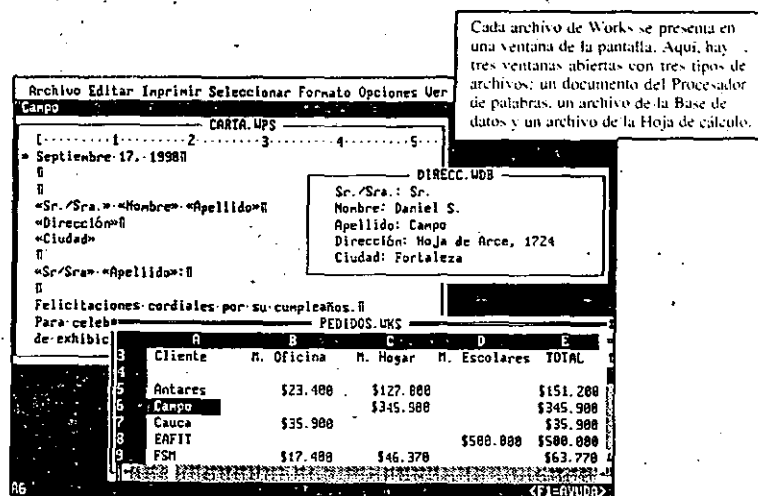 Cada archivo de Works se presenta en
una ventana de la pantalla. Aquí, hay
tres ventanas abiertas con tres tipos de
archivos: un documento del Procesador
de palabras, un archivo de la Base de
datos y un archivo de la Hoja de cálculo.
Archivo Editar Imprimir Seleccionar Formato Opciones Ver
Campo
CARTA.WPS
[·········1·········2·········3·········4·········5···
» Septiembre·17,·1998¶
¶
¶
«Sr./Sra.»·«Nombre»·«Apellido»¶
«Dirección»¶
«Ciudad»
¶
«Sr/Sra»·«Apellido»:¶
¶
Felicitaciones·cordiales·por·su·cumpleaños.¶
Para·celeb
de·exhibic
DIRECC.WDB
Sr./Sra.: Sr.
Nombre: Daniel S.
Apellido: Campo
Dirección: Hoja de Arce, 1724
Ciudad: Fortaleza
PEDIDOS.WKS
A B C D E
3 Cliente M. Oficina M. Hogar M. Escolares TOTAL
4
5 Antares $23.400 $127.800 $151.200
6 Campo $345.900 $345.900
7 Cauca $35.900 $35.900
8 EAFIT $500.000 $500.000
9 FSM $17.400 $46.370 $63.770
A6 <F1=AYUDA>